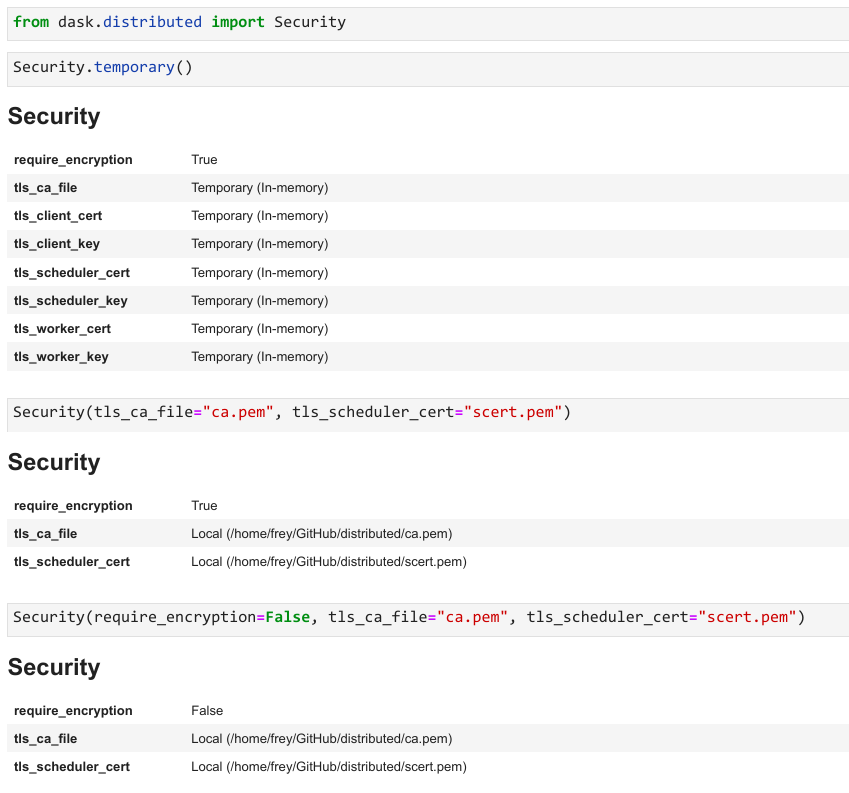 from dask.distributed import Security
Security.temporary()
Security
require_encryption True
tls_ca_file Temporary (In-memory)
tls_client_cert Temporary (In-memory)
tls_client_key Temporary (In-memory)
tls_scheduler_cert Temporary (In-memory)
tls_scheduler_key Temporary (In-memory)
tls_worker_cert Temporary (In-memory)
tls_worker_key Temporary (In-memory)
Security(tls_ca_file="ca.pem", tls_scheduler_cert="scert.pem")
Security
require_encryption True
tls_ca_file Local (/home/frey/GitHub/distributed/ca.pem)
tls_scheduler_cert Local (/home/frey/GitHub/distributed/scert.pem)
Security(require_encryption=False, tls_ca_file="ca.pem", tls_scheduler_cert="scert.pem")
Security
require_encryption False
tls_ca_file Local (/home/frey/GitHub/distributed/ca.pem)
tls_scheduler_cert Local (/home/frey/GitHub/distributed/scert.pem)